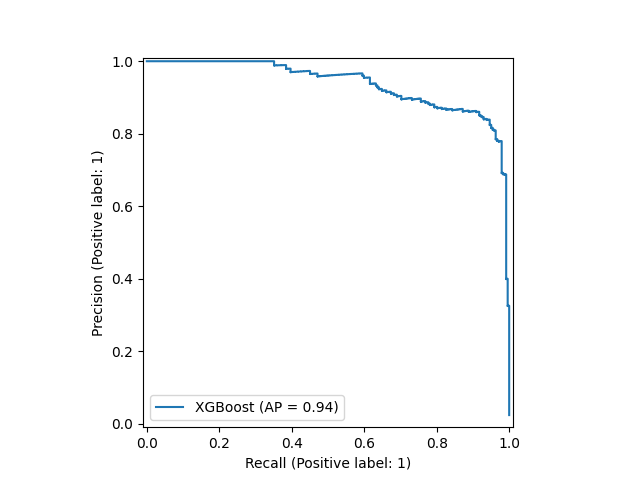 1.0
0.8
0.6
0.4
0.2
0.0
Precision (Positive label: 1)
XGBoost (AP = 0.94)
0.0 0.2 0.4 0.6 0.8 1.0
Recall (Positive label: 1)